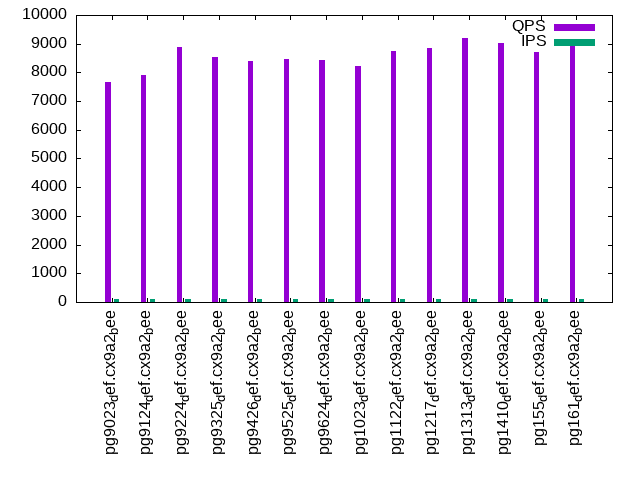 10000
9000
8000
7000
6000
5000
4000
3000
2000
1000
0
QPS
IPS
pg9023def.cx9a2bee
pg9124def.cx9a2bee
pg9224def.cx9a2bee
pg9325def.cx9a2bee
pg9426def.cx9a2bee
pg9525def.cx9a2bee
pg9624def.cx9a2bee
pg1023def.cx9a2bee
pg1122def.cx9a2bee
pg1217def.cx9a2bee
pg1313def.cx9a2bee
pg1410def.cx9a2bee
pg155def.cx9a2bee
pg161def.cx9a2bee